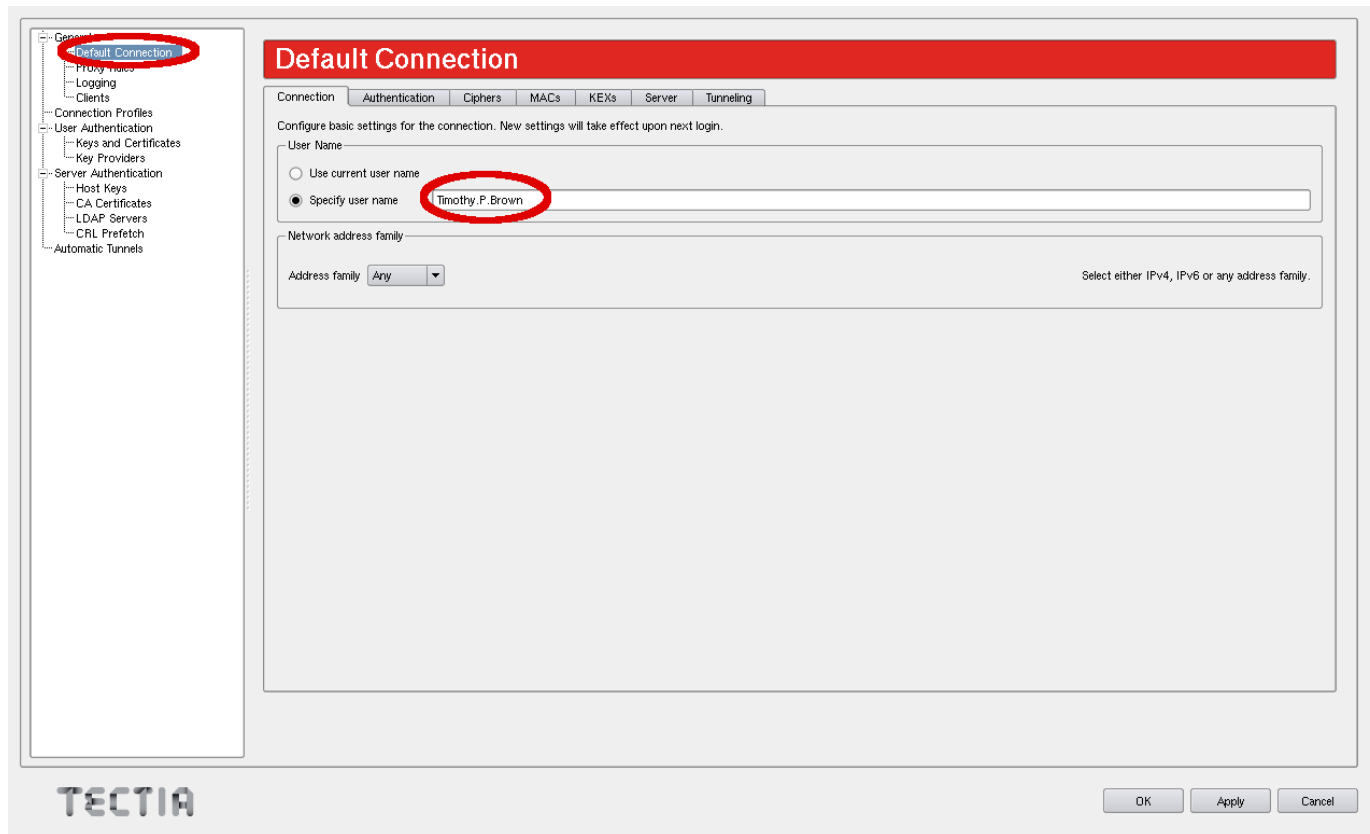 General
Default Connection
Proxy Rules
Logging
Clients
Connection Profiles
User Authentication
Keys and Certificates
Key Providers
Server Authentication
Host Keys
CA Certificates
LDAP Servers
CRL Prefetch
Automatic Tunnels
Default Connection
Connection Authentication Ciphers MACs KEXs Server Tunneling
Configure basic settings for the connection. New settings will take effect upon next login.
User Name
Use current user name
Specify user name Timothy.P.Brown
Network address family
Address family Any Select either IPv4, IPv6 or any address family.
TECTIA
OK Apply Cancel